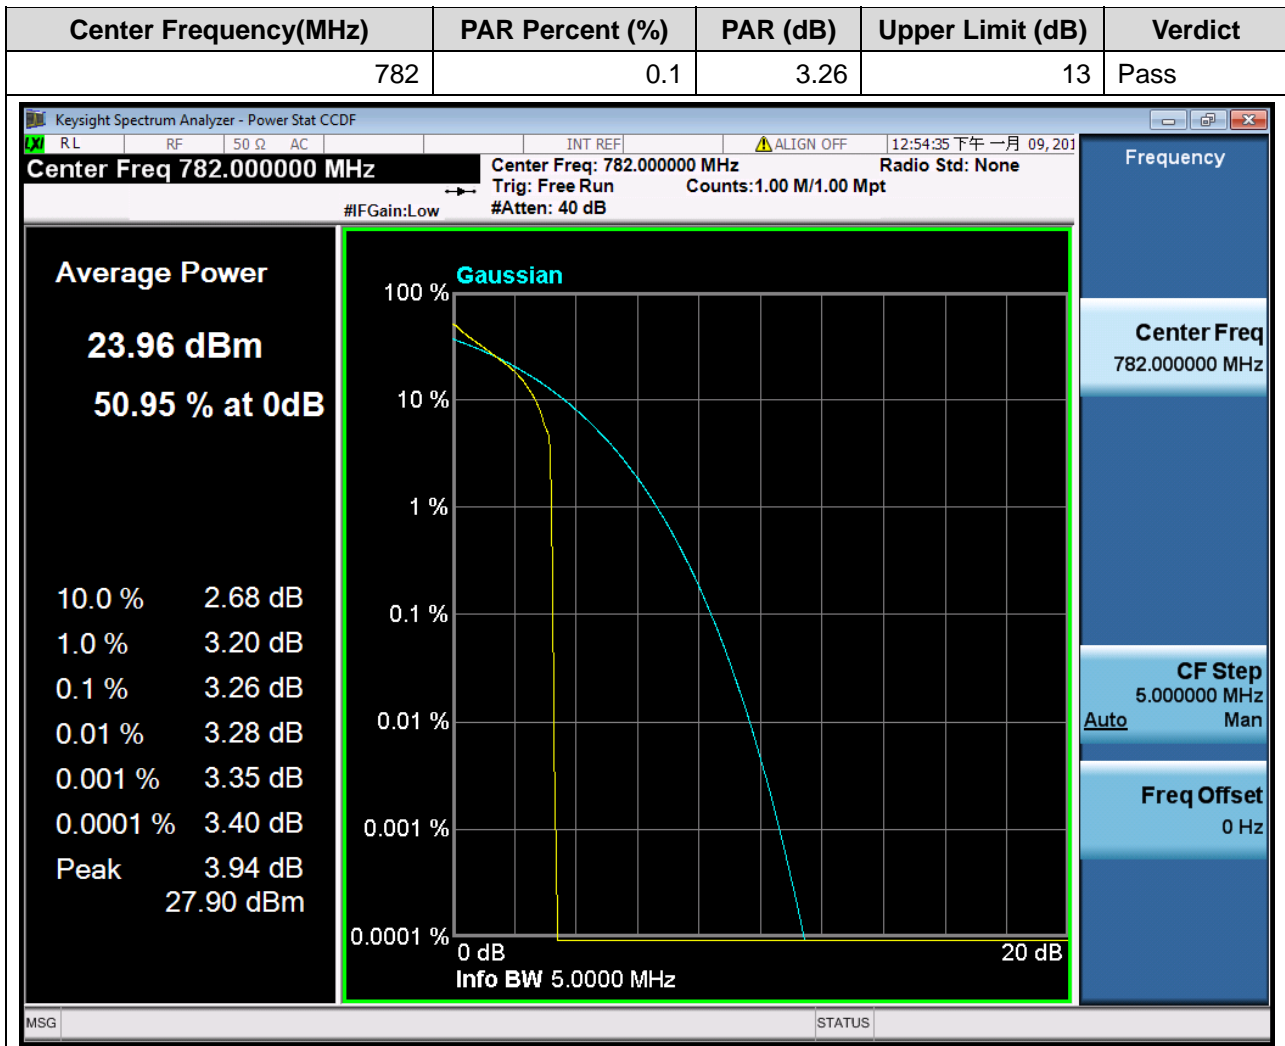 Center Frequency(MHz) PAR Percent (%) PAR (dB) Upper Limit (dB) Verdict
782 0.1 3.26 13 Pass
Keysight Spectrum Analyzer - Power Stat CCDF
LXI RL RF 50 Ω AC INT REF ALIGN OFF 12:54:35 下午 一月 09, 201
Center Freq 782.000000 MHz
Center Freq: 782.000000 MHz Radio Std: None
Trig: Free Run Counts:1.00 M/1.00 Mpt
#IFGain:Low #Atten: 40 dB
Frequency
Average Power
23.96 dBm
50.95 % at 0dB
10.0 % 2.68 dB
1.0 % 3.20 dB
0.1 % 3.26 dB
0.01 % 3.28 dB
0.001 % 3.35 dB
0.0001 % 3.40 dB
Peak 3.94 dB
27.90 dBm
Gaussian
100 %
10 %
1 %
0.1 %
0.01 %
0.001 %
0.0001 %
0 dB 20 dB
Info BW 5.0000 MHz
Center Freq
782.000000 MHz
CF Step
5.000000 MHz
Auto Man
Freq Offset
0 Hz
MSG STATUS